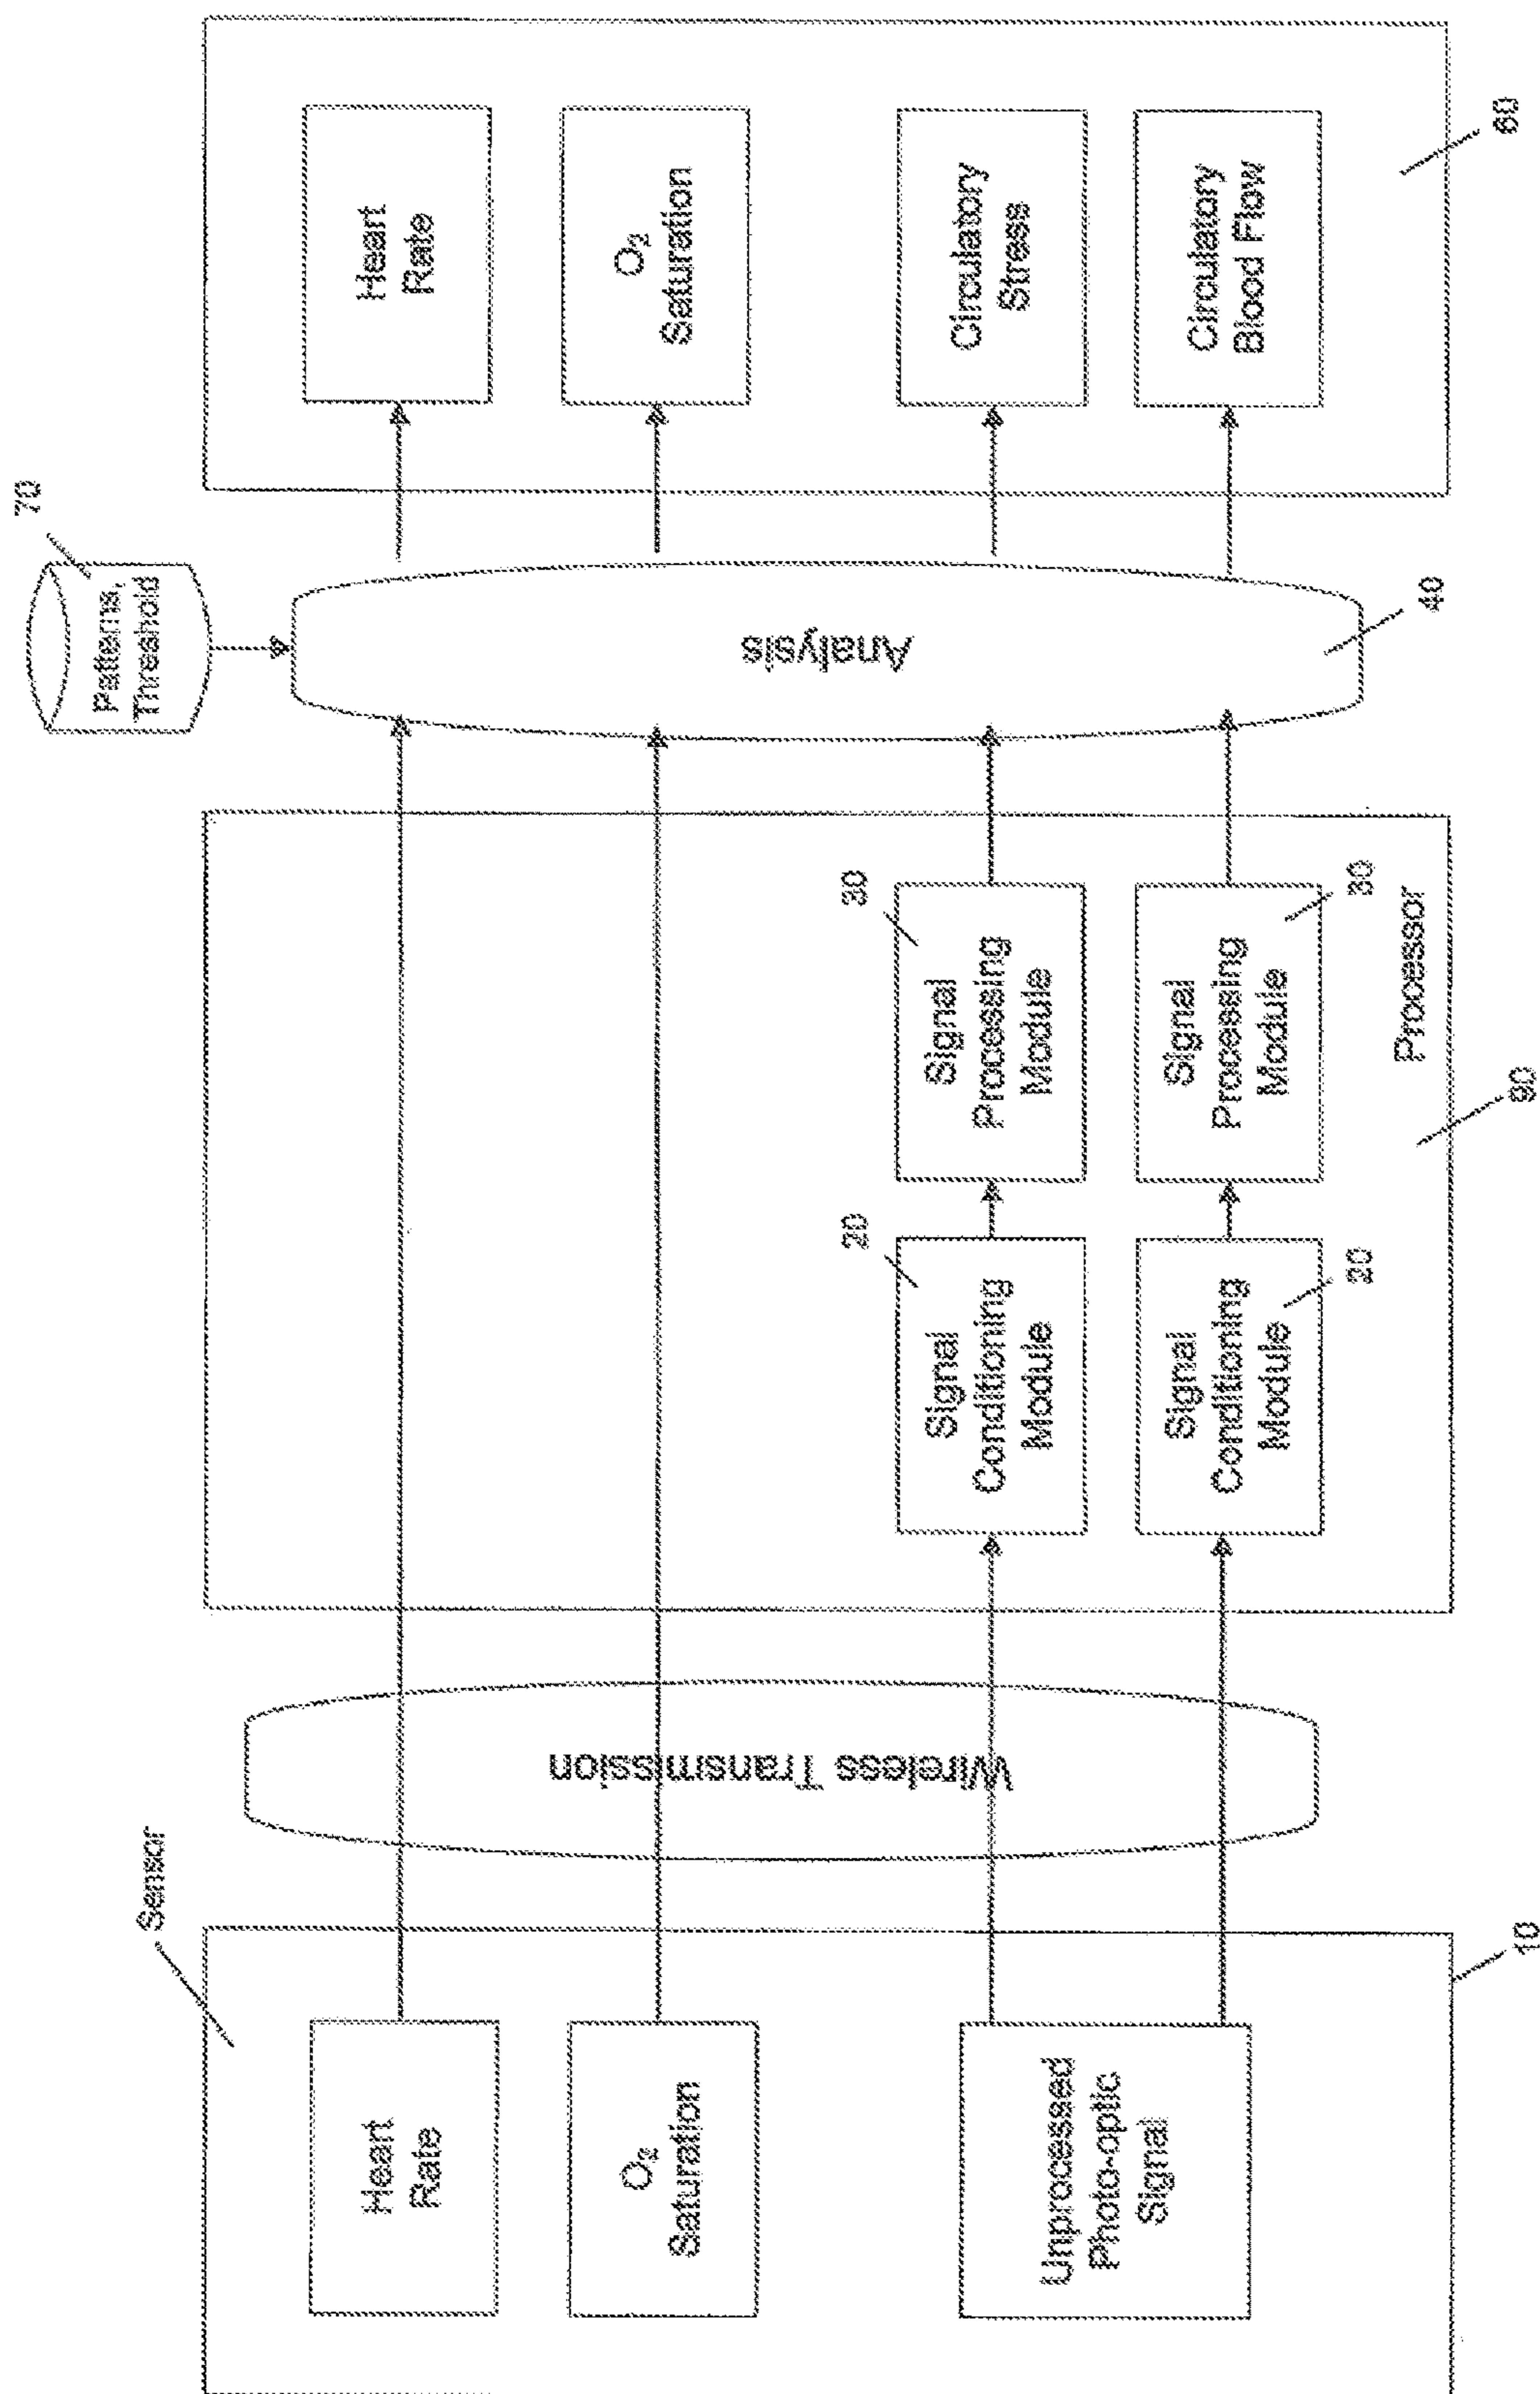 Sensor
Heart
Rate
O₂
Saturation
Unprocessed
Photo-optic
Signal
10
Wireless Transmission
20
Signal
Conditioning
Module
Signal
Conditioning
Module
20
30
Signal
Processing
Module
Signal
Processing
Module
30
Processor
90
70
Patterns,
Threshold
Analysis
40
Heart
Rate
O₂
Saturation
Circulatory
Stress
Circulatory
Blood Flow
60